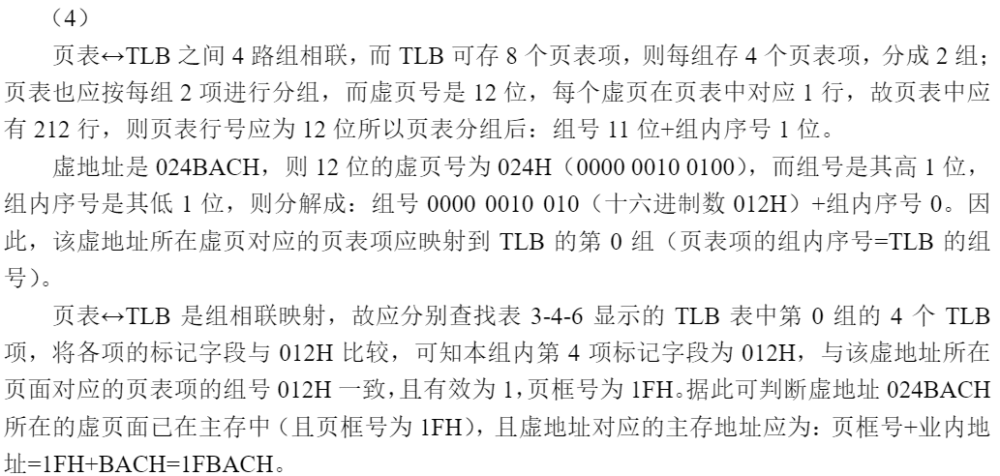 （4）
页表↔TLB 之间 4 路组相联，而 TLB 可存 8 个页表项，则每组存 4 个页表项，分成 2 组；
页表也应按每组 2 项进行分组，而虚页号是 12 位，每个虚页在页表中对应 1 行，故页表中应
有 212 行，则页表行号应为 12 位所以页表分组后：组号 11 位+组内序号 1 位。
虚地址是 024BACH，则 12 位的虚页号为 024H（0000 0010 0100），而组号是其高 1 位，
组内序号是其低 1 位，则分解成：组号 0000 0010 010（十六进制数 012H）+组内序号 0。因
此，该虚地址所在虚页对应的页表项应映射到 TLB 的第 0 组（页表项的组内序号=TLB 的组
号）。
页表↔TLB 是组相联映射，故应分别查找表 3-4-6 显示的 TLB 表中第 0 组的 4 个 TLB
项，将各项的标记字段与 012H 比较，可知本组内第 4 项标记字段为 012H，与该虚地址所在
页面对应的页表项的组号 012H 一致，且有效为 1，页框号为 1FH。据此可判断虚地址 024BACH
所在的虚页面已在主存中（且页框号为 1FH），且虚地址对应的主存地址应为：页框号+业内地
址=1FH+BACH=1FBACH。